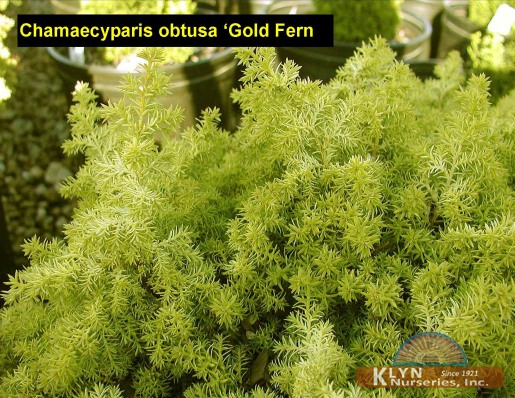 Chamaecyparis obtusa ‘Gold Fern
KLYN Since 1921
Nurseries, Inc.